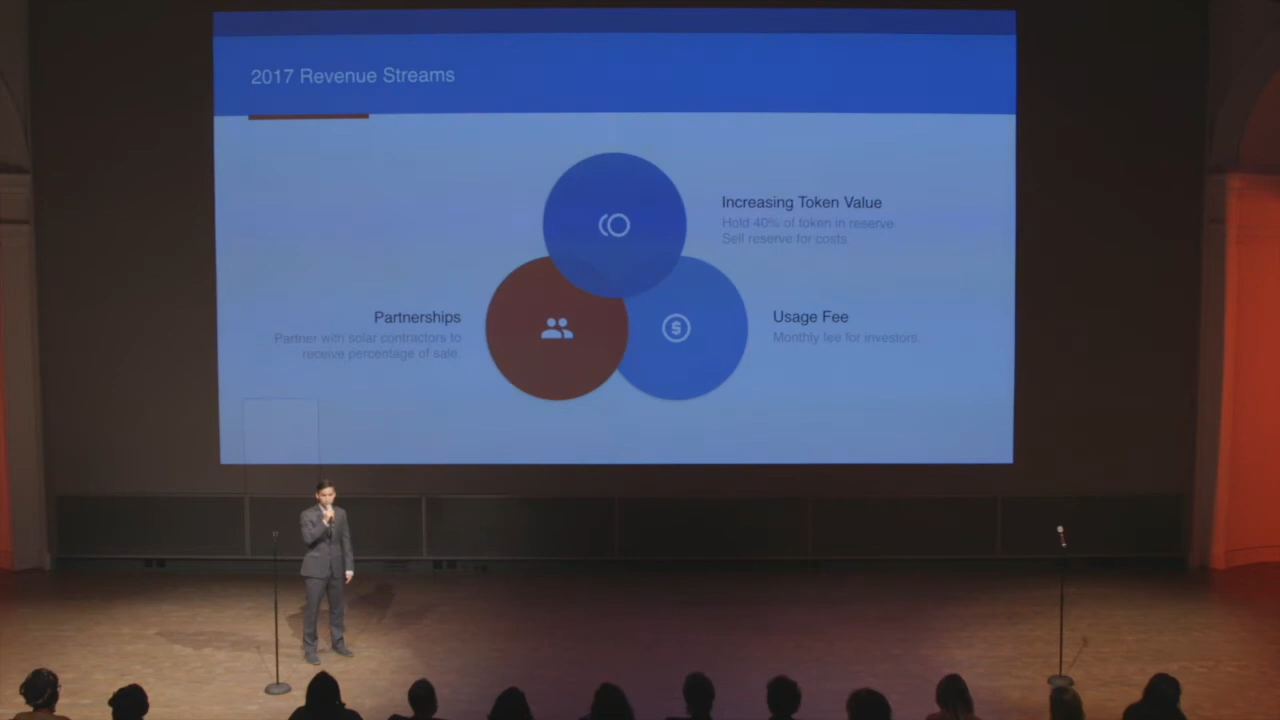 2017 Revenue Streams
Increasing Token Value
Hold 40% of token in reserve.
Sell reserve for costs.
Partnerships
Partner with solar contractors to
receive percentage of sale.
Usage Fee
Monthly fee for investors.
$